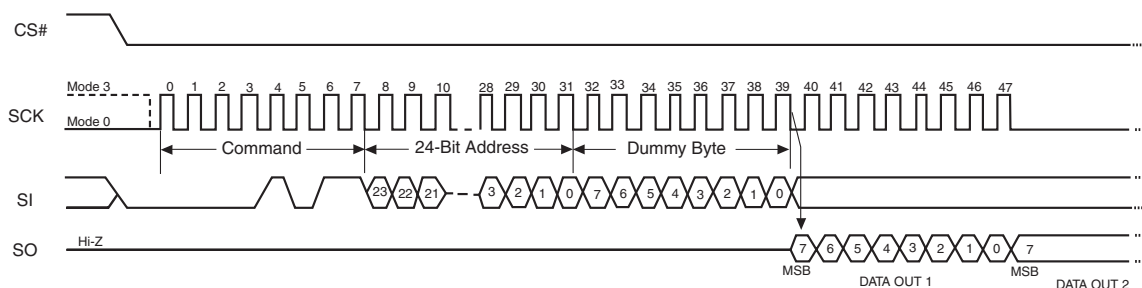 CS#
Mode 3
0 1 2 3 4 5 6 7 8 9 10 28 29 30 31 32 33 34 35 36 37 38 39 40 41 42 43 44 45 46 47
SCK
Mode 0
Command 24-Bit Address Dummy Byte
SI
23 22 21 3 2 1 0 7 6 5 4 3 2 1 0
Hi-Z
SO
7 6 5 4 3 2 1 0 7
MSB DATA OUT 1 MSB DATA OUT 2